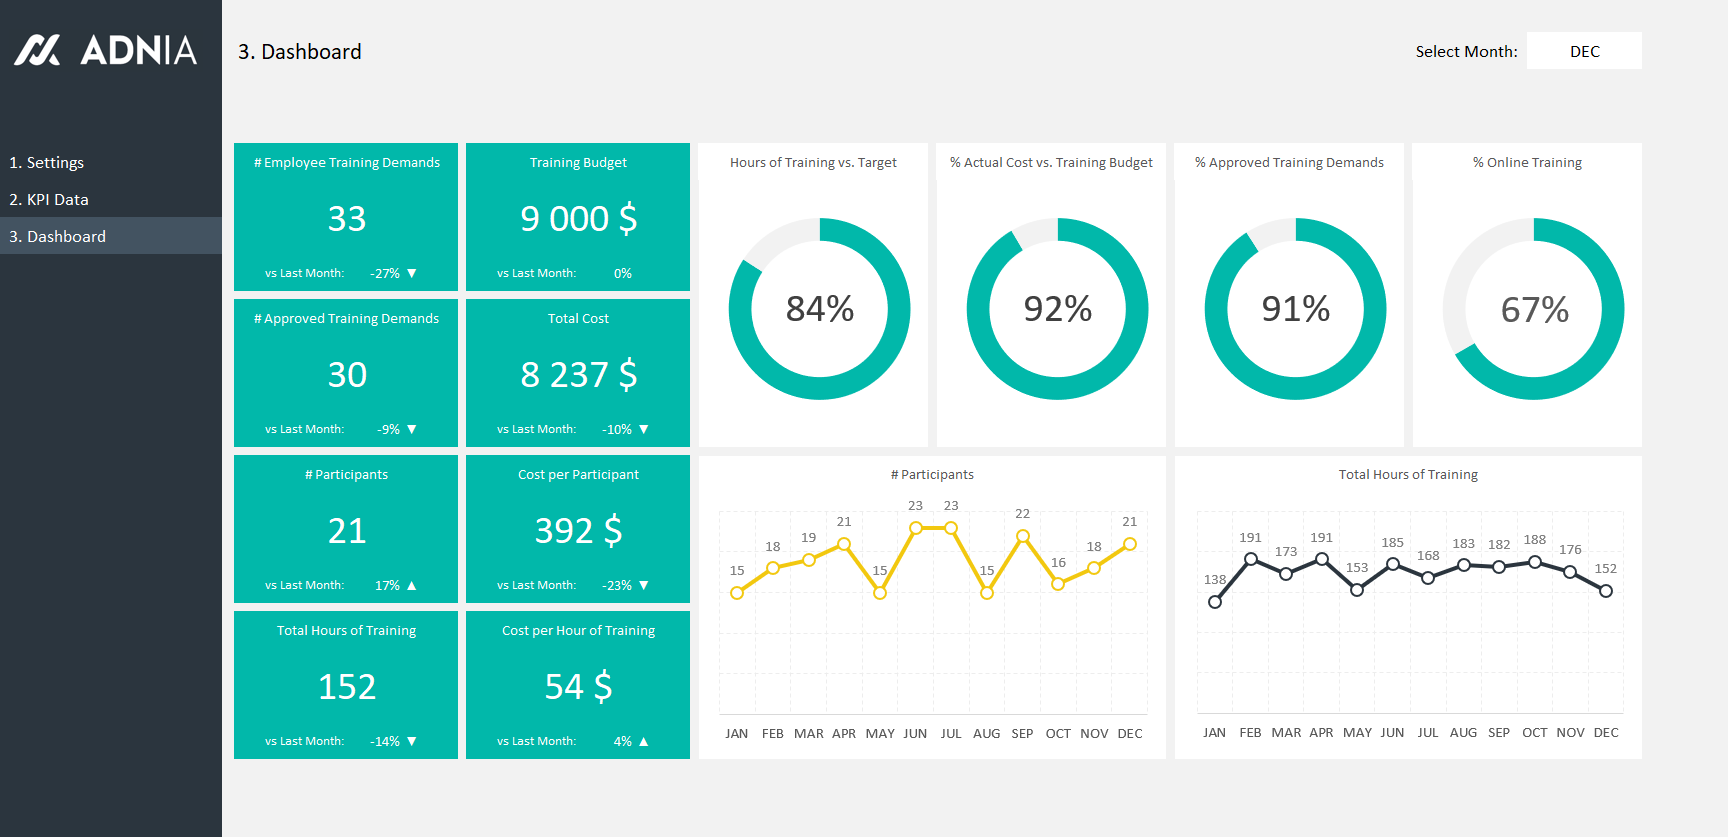 ADNIA
3. Dashboard
Select Month:
DEC
1. Settings
2. KPI Data
3. Dashboard
# Employee Training Demands
33
vs Last Month: -27% ▼
Training Budget
9 000 $
vs Last Month: 0%
# Approved Training Demands
30
vs Last Month: -9% ▼
Total Cost
8 237 $
vs Last Month: -10% ▼
# Participants
21
vs Last Month: 17% ▲
Cost per Participant
392 $
vs Last Month: -23% ▼
Total Hours of Training
152
vs Last Month: -14% ▼
Cost per Hour of Training
54 $
vs Last Month: 4% ▲
Hours of Training vs. Target
84%
% Actual Cost vs. Training Budget
92%
% Approved Training Demands
91%
% Online Training
67%
# Participants
15 18 19 21 15 23 23 15 22 16 18 21
JAN FEB MAR APR MAY JUN JUL AUG SEP OCT NOV DEC
Total Hours of Training
138 191 173 191 153 185 168 183 182 188 176 152
JAN FEB MAR APR MAY JUN JUL AUG SEP OCT NOV DEC